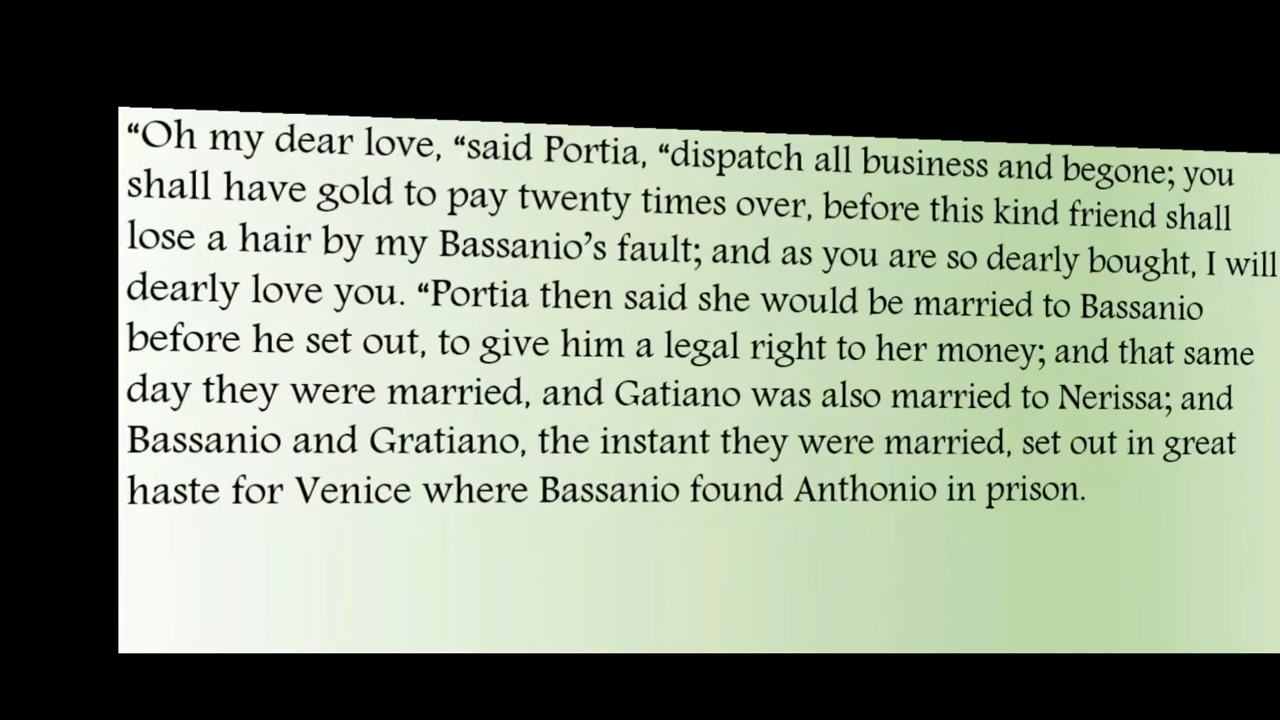 “Oh my dear love, “said Portia, “dispatch all business and begone; you
shall have gold to pay twenty times over, before this kind friend shall
lose a hair by my Bassanio’s fault; and as you are so dearly bought, I will
dearly love you. “Portia then said she would be married to Bassanio
before he set out, to give him a legal right to her money; and that same
day they were married, and Gatiano was also married to Nerissa; and
Bassanio and Gratiano, the instant they were married, set out in great
haste for Venice where Bassanio found Anthonio in prison.